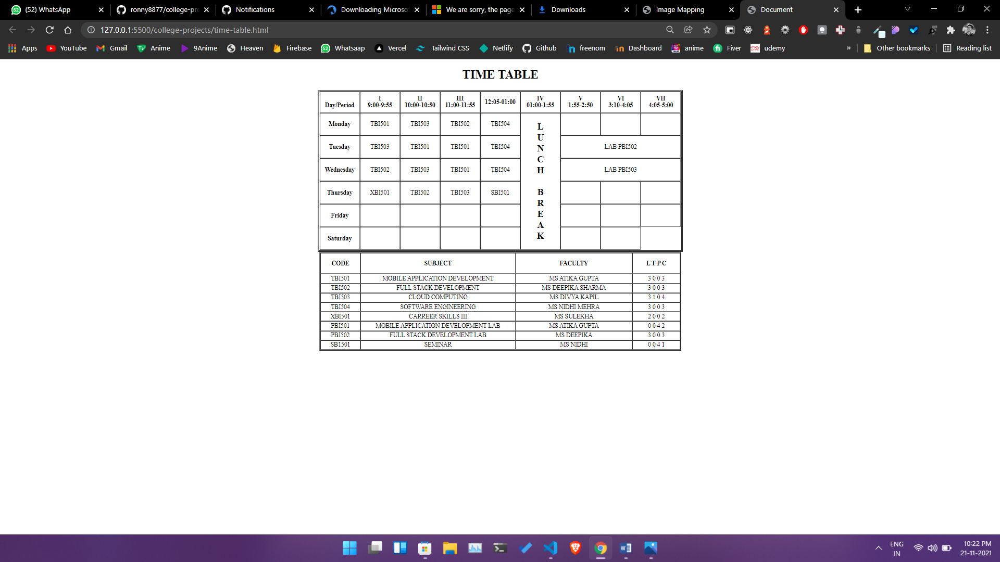 (52) WhatsApp
ronny8877/college-pr
Notifications
Downloading Microso
We are sorry, the page
Downloads
Image Mapping
Document
127.0.0.1:5500/college-projects/time-table.html
Apps YouTube Gmail Anime 9Anime Heaven Firebase Whatsaap Vercel Tailwind CSS Netlify Github freenom Dashboard anime Fiver udemy » Other bookmarks Reading list
TIME TABLE
Day/Period I 9:00-9:55 II 10:00-10:50 III 11:00-11:55 12:05-01:00 IV 01:00-1:55 V 1:55-2:50 VI 3:10-4:05 VII 4:05-5:00
Monday TBI501 TBI503 TBI502 TBI504
LUNCH BREAK
Tuesday TBI503 TBI501 TBI501 TBI504 LAB PBI502
Wednesday TBI502 TBI503 TBI501 TBI504 LAB PBI503
Thursday XBI501 TBI502 TBI503 SBI501
Friday
Saturday
CODE SUBJECT FACULTY L T P C
TBI501 MOBILE APPLICATION DEVELOPMENT MS ATIKA GUPTA 3 0 0 3
TBI502 FULL STACK DEVELOPMENT MS DEEPIKA SHARMA 3 0 0 3
TBI503 CLOUD COMPUTING MS DIVYA KAPIL 3 1 0 4
TBI504 SOFTWARE ENGINEERING MS NIDHI MEHRA 3 0 0 3
XBI501 CARREER SKILLS III MS SULEKHA 2 0 0 2
PBI501 MOBILE APPLICATION DEVELOPMENT LAB MS ATIKA GUPTA 0 0 4 2
PBI502 FULL STACK DEVELOPMENT LAB MS DEEPIKA 3 0 0 3
SB1501 SEMINAR MS NIDHI 0 0 4 1
ENG
IN
10:22 PM
21-11-2021